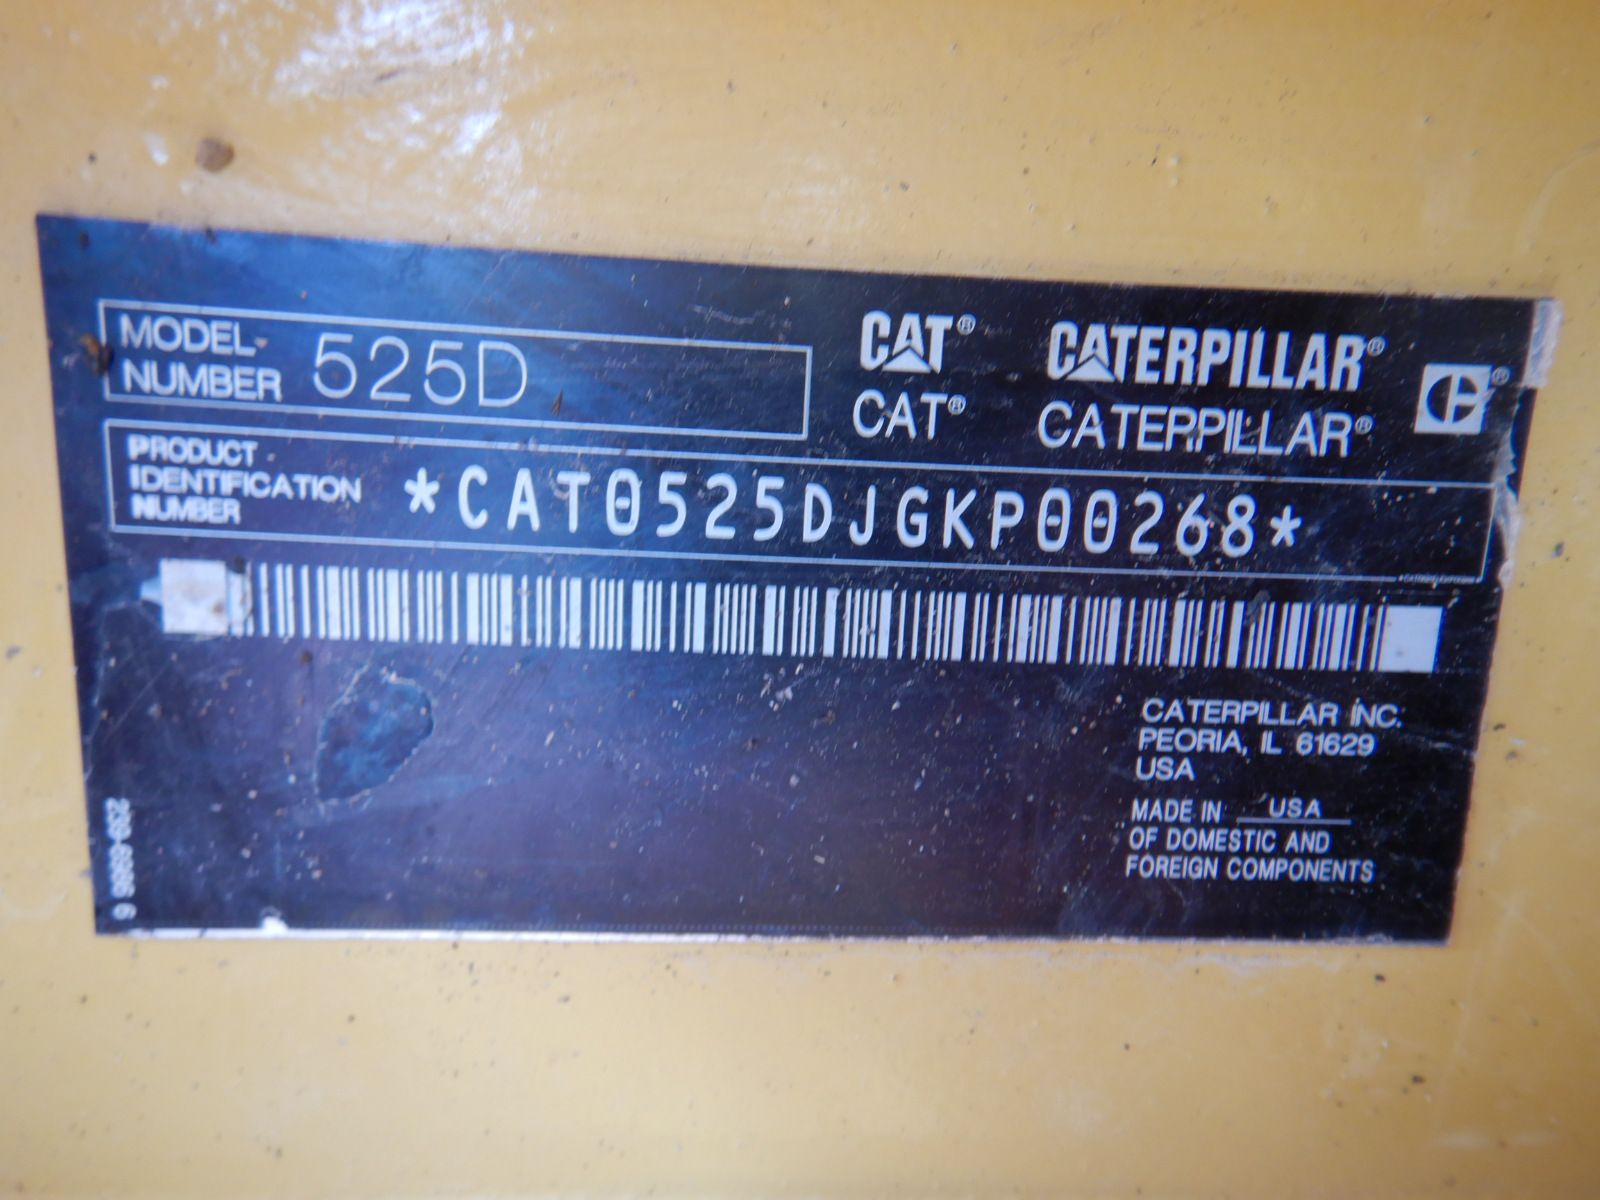 MODEL
NUMBER 525D
CAT® CATERPILLAR®
CAT® CATERPILLAR®
PRODUCT
IDENTIFICATION
NUMBER
*CAT0525DJGKP00268*
CATERPILLAR INC.
PEORIA, IL 61629
USA
MADE IN USA
OF DOMESTIC AND
FOREIGN COMPONENTS